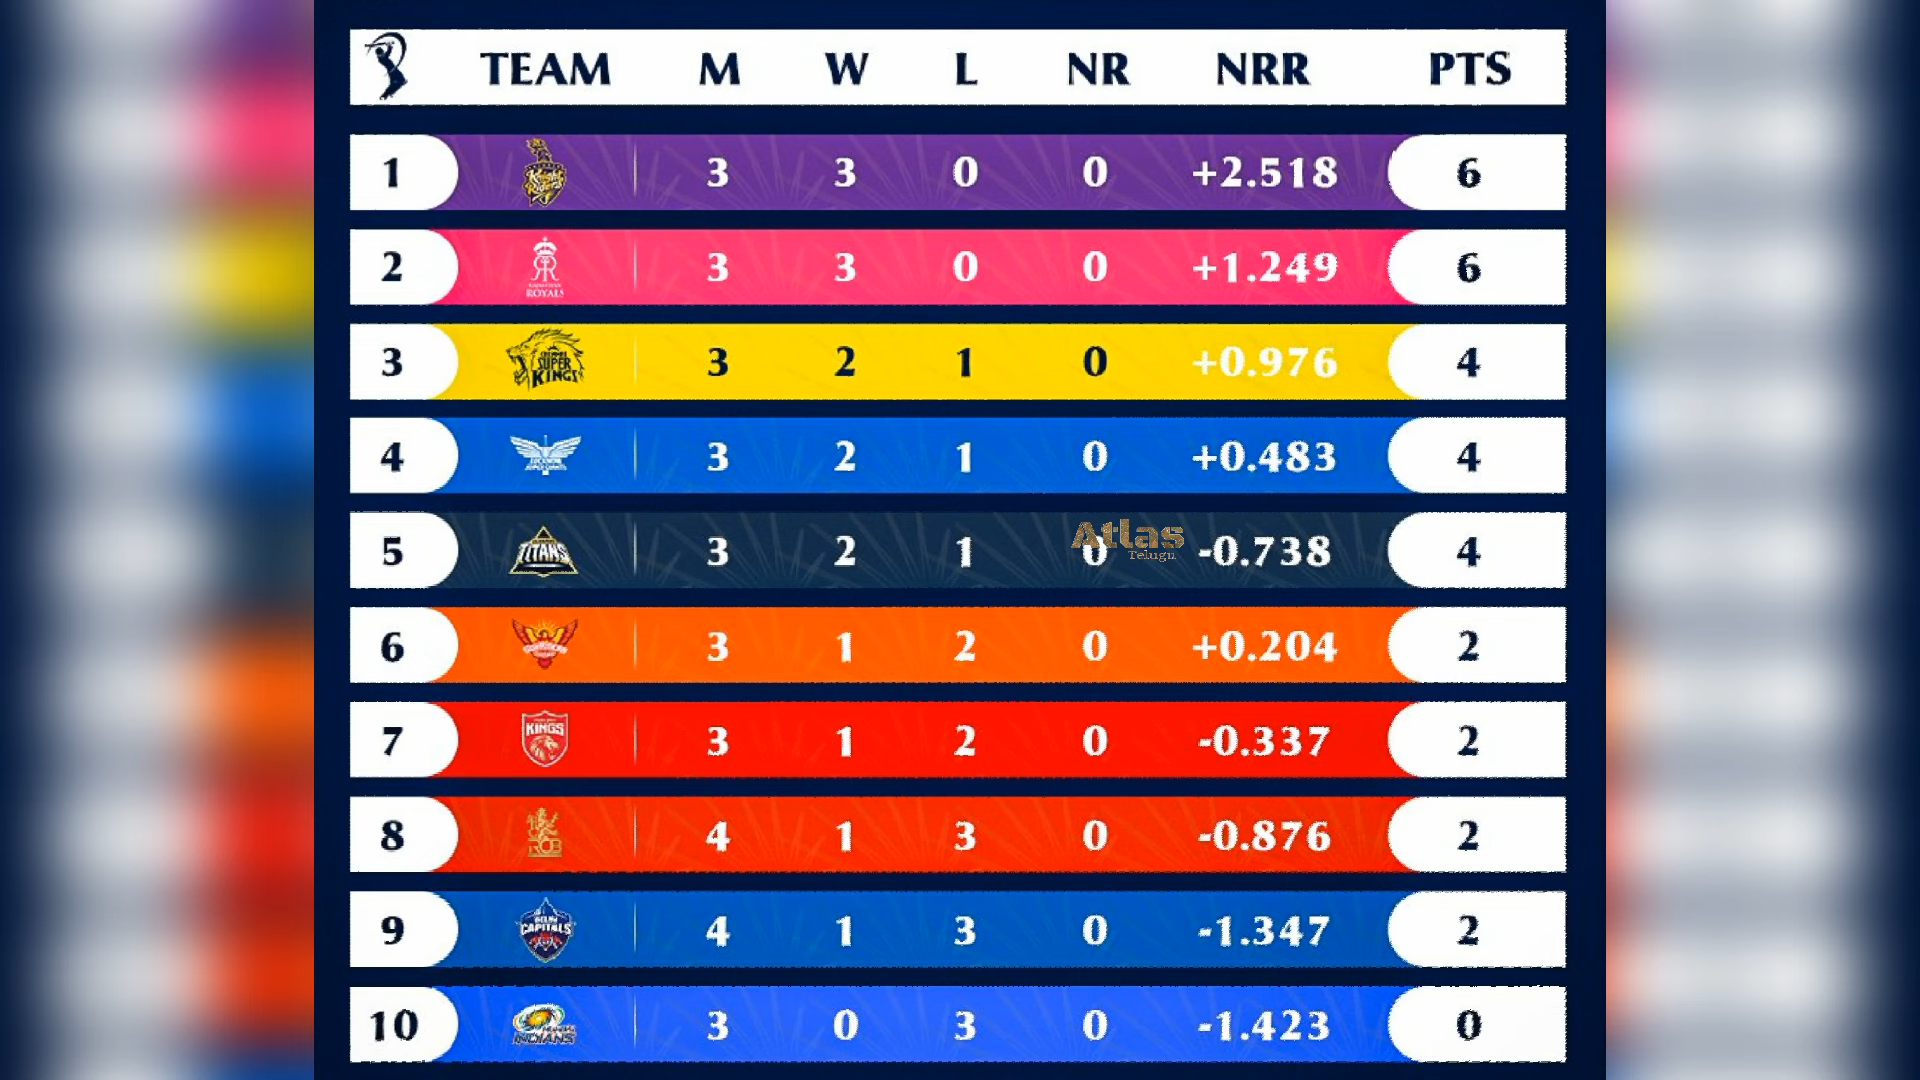 TEAM M W L NR NRR PTS
1 Knight Riders 3 3 0 0 +2.518 6
2 ROYALS 3 3 0 0 +1.249 6
3 SUPER KINGS 3 2 1 0 +0.976 4
4 3 2 1 0 +0.483 4
5 TITANS 3 2 1 0 -0.738 4
Atlas
Telugu
6 3 1 2 0 +0.204 2
7 KINGS 3 1 2 0 -0.337 2
8 RCB 4 1 3 0 -0.876 2
9 DELHI CAPITALS 4 1 3 0 -1.347 2
10 MUMBAI INDIANS 3 0 3 0 -1.423 0